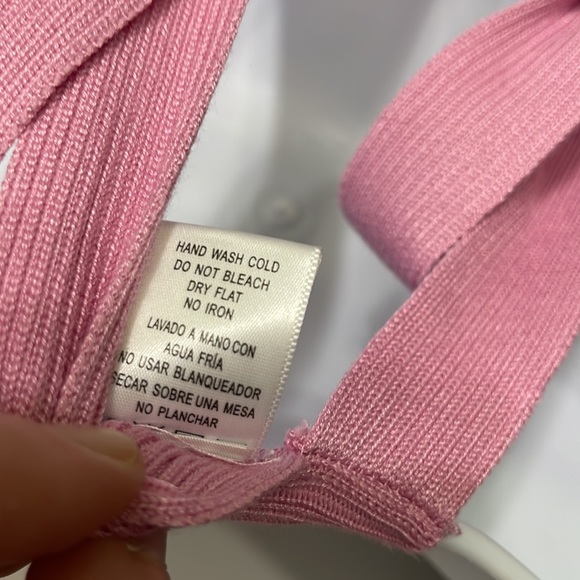 HAND WASH COLD
DO NOT BLEACH
DRY FLAT
NO IRON
LAVADO A MANO CON
AGUA FRÍA
NO USAR BLANQUEADOR
SECAR SOBRE UNA MESA
NO PLANCHAR